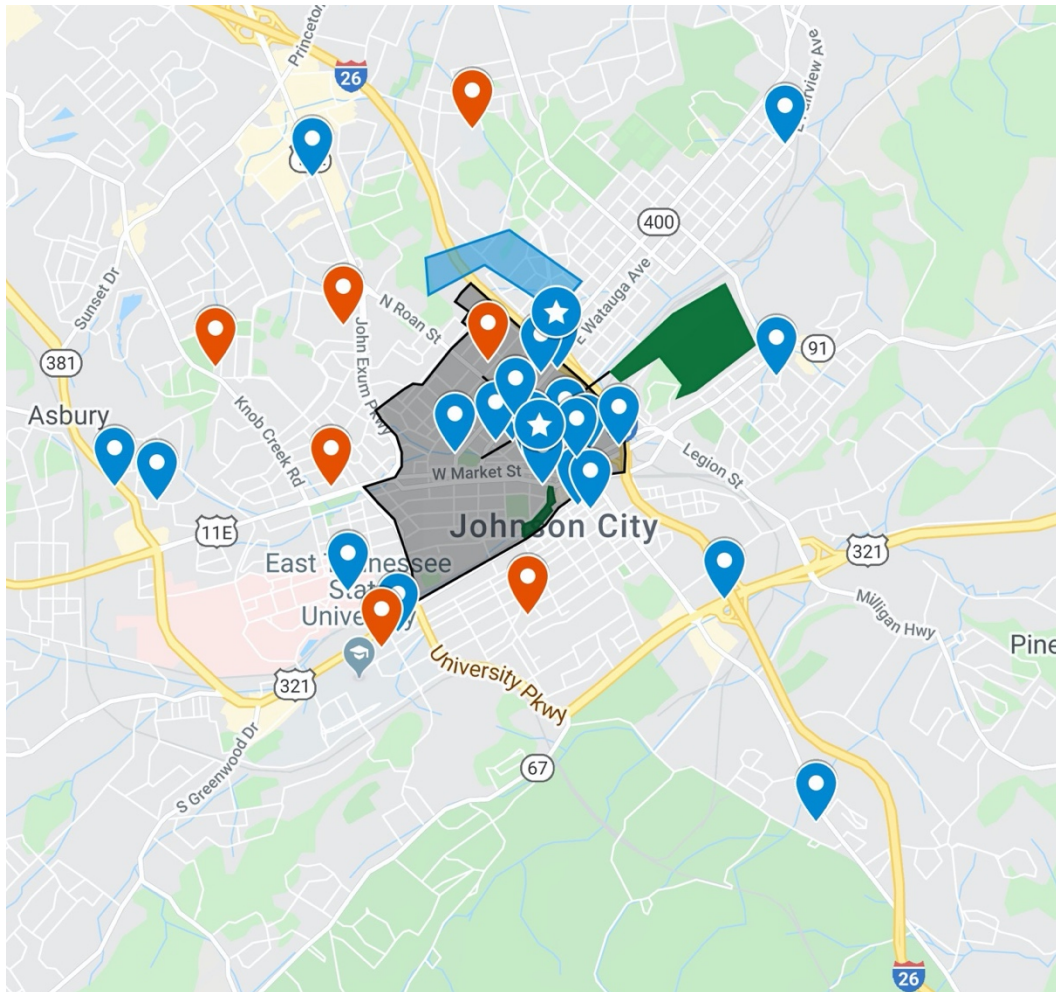 Princeton
26
E Fairview Ave
400
Sunset Dr
N Roan St
E Watauga Ave
John Exum Pkwy
381
91
Asbury
Knob Creek Rd
W Market St
Legion St
11E
Johnson City
321
East Tennessee
State
University
Milligan Hwy
Pine
University Pkwy
321
S Greenwood Dr
67
26